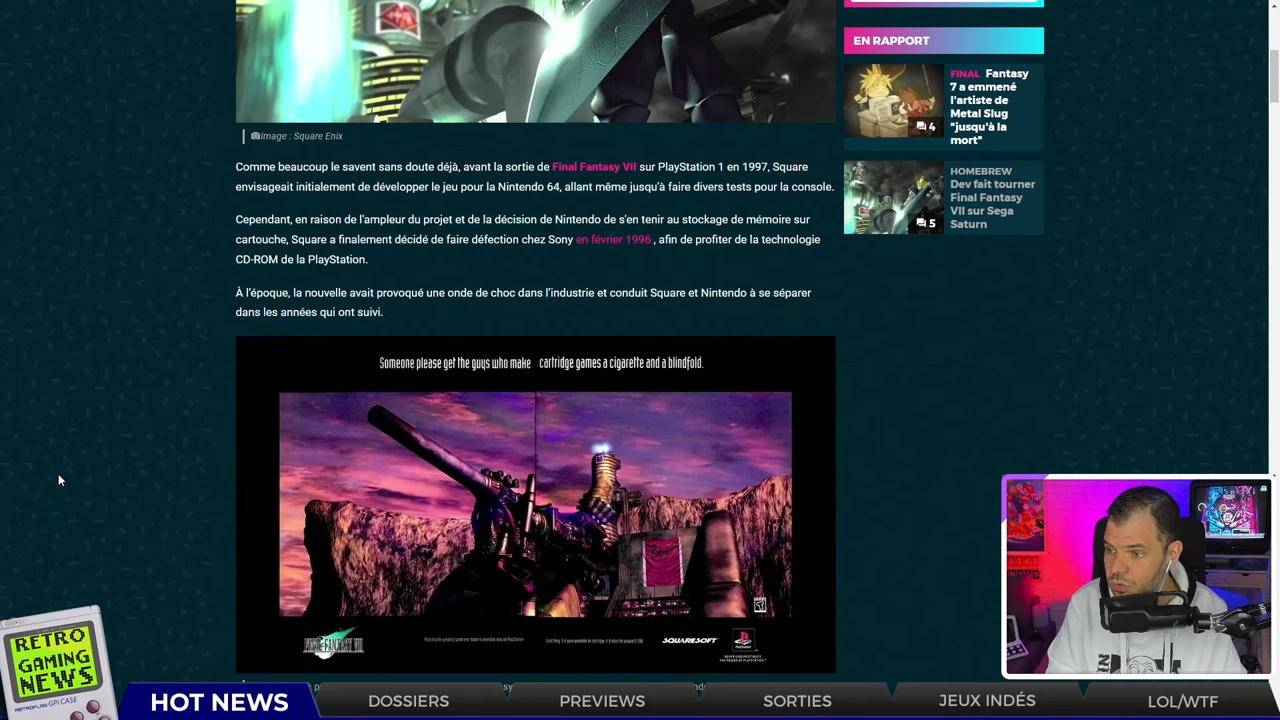 EN RAPPORT
FINAL Fantasy
7 a emmené
l'artiste de
Metal Slug
"jusqu'à la
mort"
4
HOMEBREW
Dev fait tourner
Final Fantasy
VII sur Sega
Saturn
5
Image : Square Enix
Comme beaucoup le savent sans doute déjà, avant la sortie de Final Fantasy VII sur PlayStation 1 en 1997, Square
envisageait initialement de développer le jeu pour la Nintendo 64, allant même jusqu'à faire divers tests pour la console.
Cependant, en raison de l'ampleur du projet et de la décision de Nintendo de s'en tenir au stockage de mémoire sur
cartouche, Square a finalement décidé de faire défection chez Sony en février 1996 , afin de profiter de la technologie
CD-ROM de la PlayStation.
À l'époque, la nouvelle avait provoqué une onde de choc dans l'industrie et conduit Square et Nintendo à se séparer
dans les années qui ont suivi.
Someone please get the guys who make cartridge games a cigarette and a blindfold.
SQUARESOFT
PlayStation
RETRO
GAMING
NEWS
RETROFLAG GPi CASE
HOT NEWS
DOSSIERS
PREVIEWS
SORTIES
JEUX INDÉS
LOL/WTF